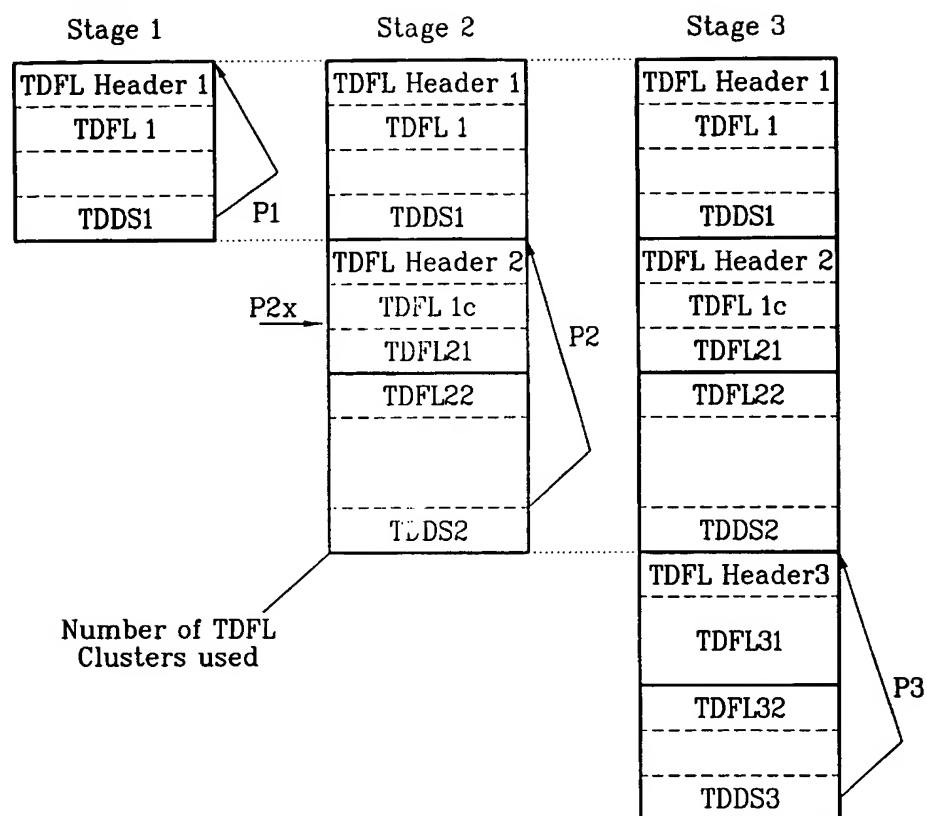 Stage 1
TDFL Header 1
TDFL 1
TDDS1
P1
Stage 2
TDFL Header 1
TDFL 1
TDDS1
TDFL Header 2
P2x
TDFL 1c
TDFL21
TDFL22
TDDS2
P2
Number of TDFL
Clusters used
Stage 3
TDFL Header 1
TDFL 1
TDDS1
TDFL Header 2
TDFL 1c
TDFL21
TDFL22
TDDS2
TDFL Header3
TDFL31
TDFL32
TDDS3
P3